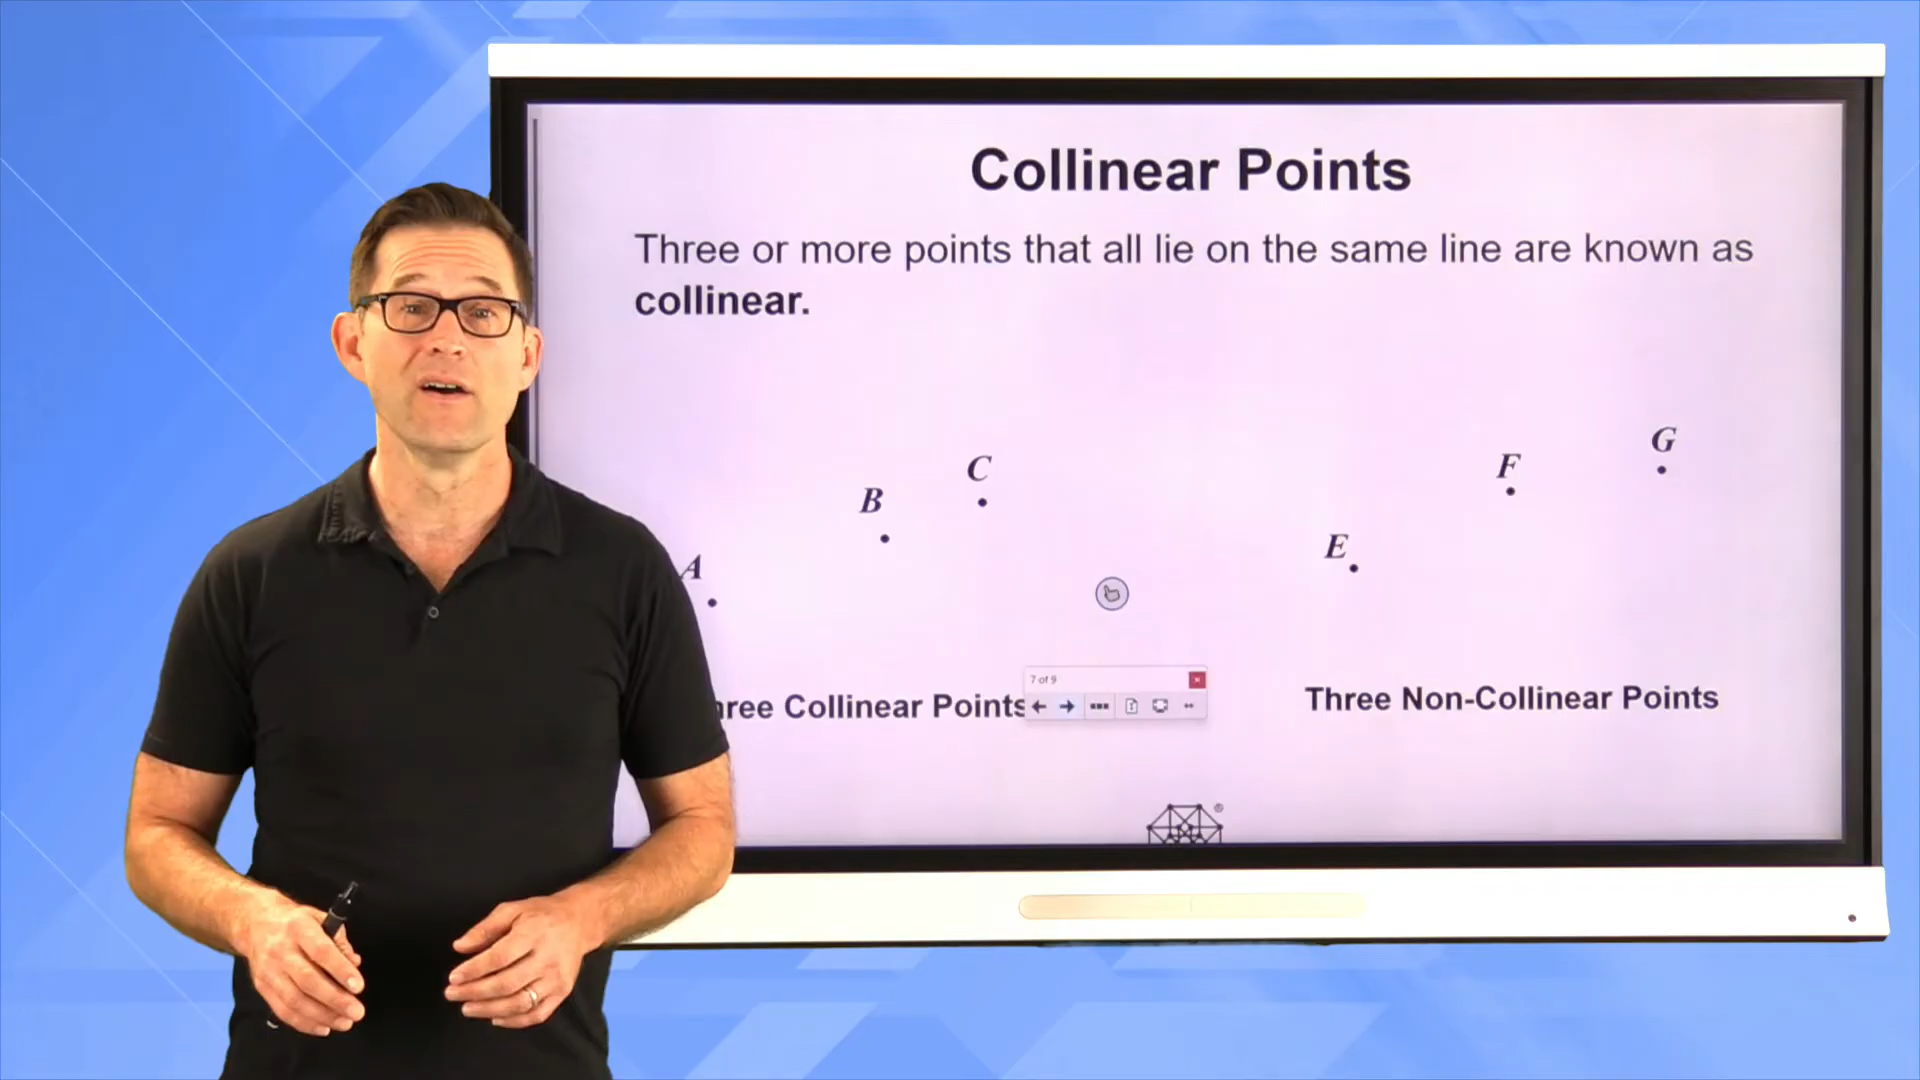 Collinear Points
Three or more points that all lie on the same line are known as
collinear.
G
C
F
B
E
A
7 of 9
hree Collinear Points
Three Non-Collinear Points
®